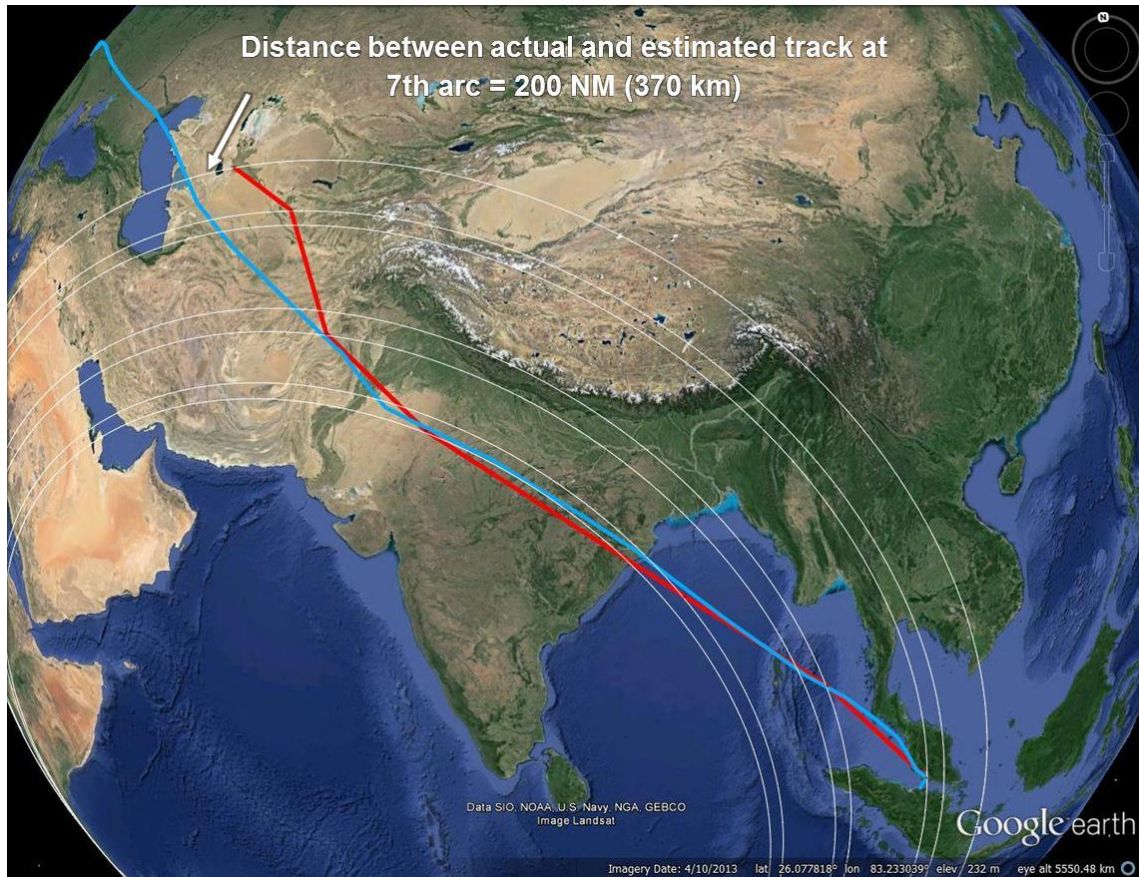 N
Distance between actual and estimated track at
7th arc = 200 NM (370 km)
Data SIO, NOAA, U.S. Navy, NGA, GEBCO
Image Landsat
Google earth
Imagery Date: 4/10/2013 lat 26.077818° lon 83.233039° elev 232 m eye alt 5550.48 km